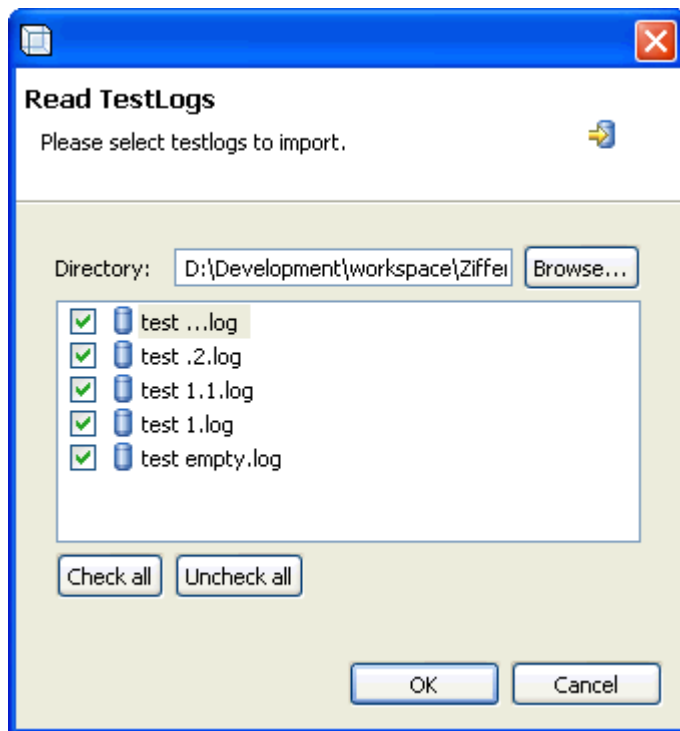 Read TestLogs
Please select testlogs to import.
Directory: D:\Development\workspace\Ziffer Browse...
test ...log
test .2.log
test 1.1.log
test 1.log
test empty.log
Check all Uncheck all
OK Cancel